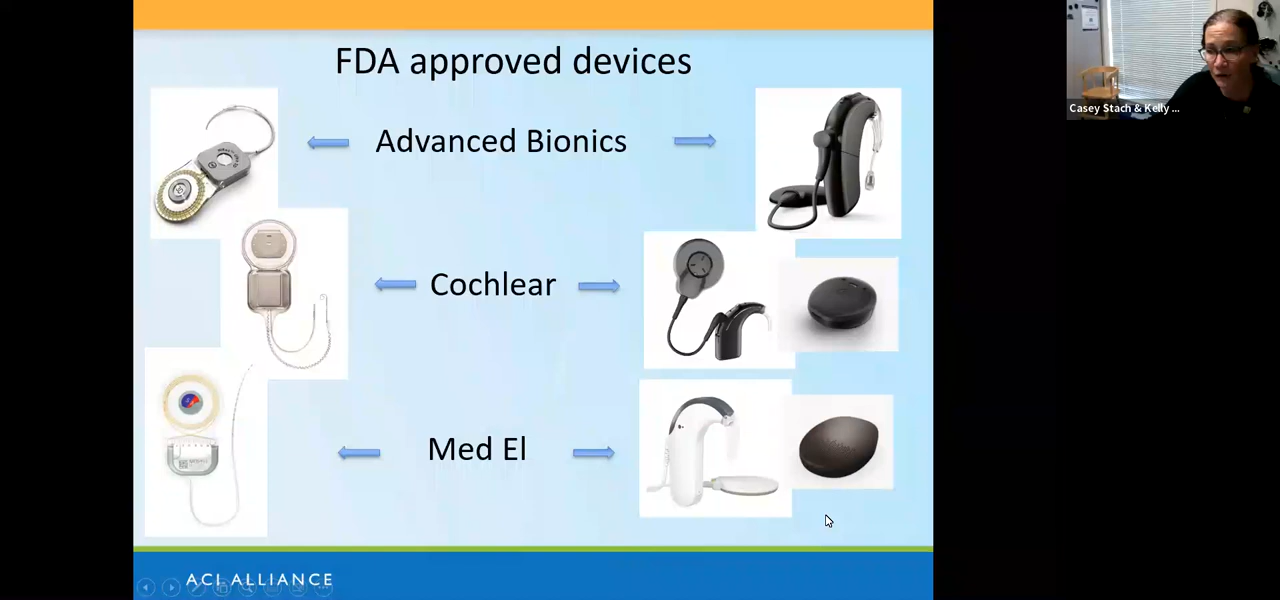 FDA approved devices
Advanced Bionics
Cochlear
Med El
ACI ALLIANCE
Casey Stach & Kelly ...